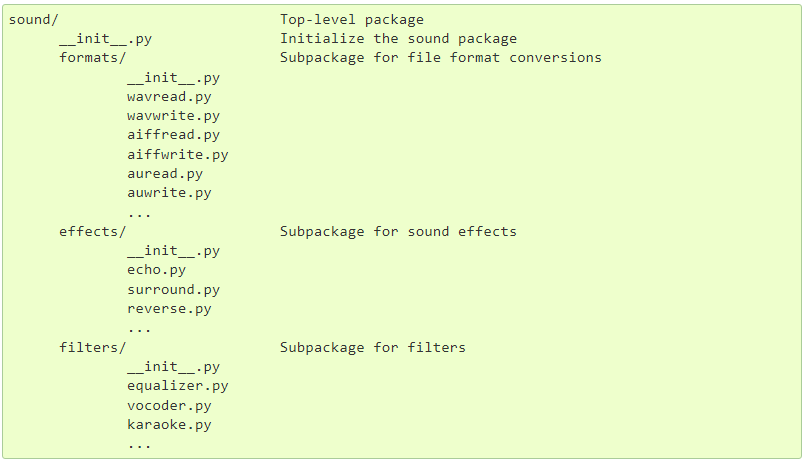 sound/                          Top-level package
      __init__.py               Initialize the sound package
      formats/                  Subpackage for file format conversions
              __init__.py
              wavread.py
              wavwrite.py
              aiffread.py
              aiffwrite.py
              auread.py
              auwrite.py
              ...
      effects/                  Subpackage for sound effects
              __init__.py
              echo.py
              surround.py
              reverse.py
              ...
      filters/                  Subpackage for filters
              __init__.py
              equalizer.py
              vocoder.py
              karaoke.py
              ...